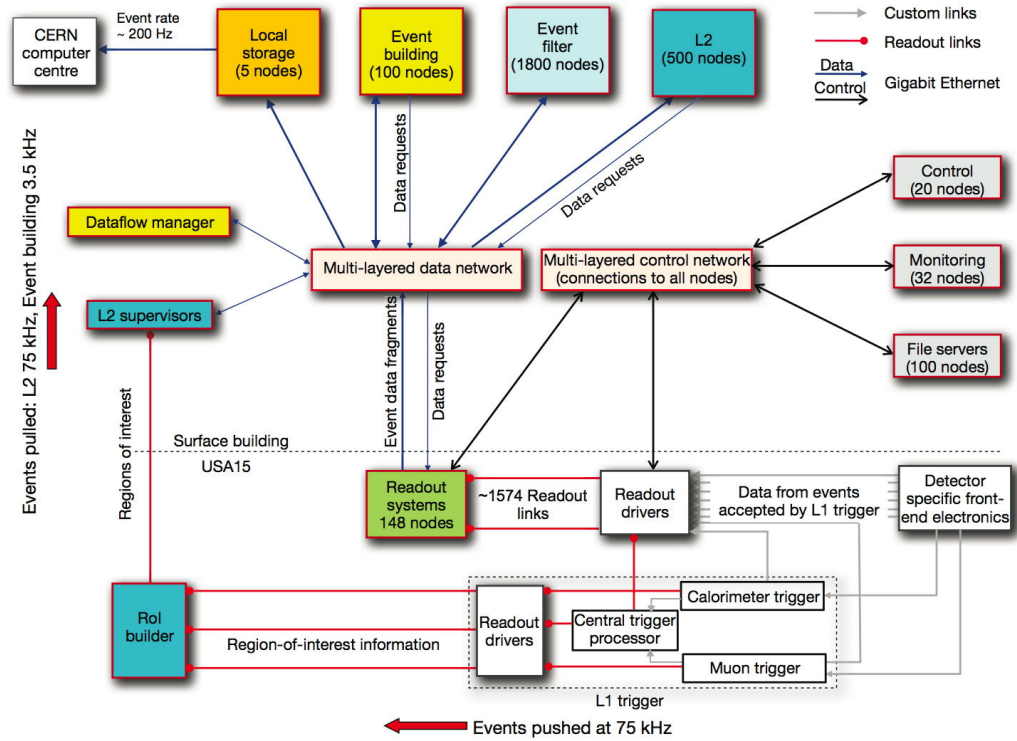 Event rate
~ 200 Hz
CERN
computer
centre
Local
storage
(5 nodes)
Event
building
(100 nodes)
Event
filter
(1800 nodes)
L2
(500 nodes)
Custom links
Readout links
Data
Control
Gigabit Ethernet
Data requests
Data requests
Control
(20 nodes)
Dataflow manager
Multi-layered data network
Multi-layered control network
(connections to all nodes)
Monitoring
(32 nodes)
L2 supervisors
File servers
(100 nodes)
Events pulled: L2 75 kHz, Event building 3.5 kHz
Regions of interest
Event data fragments
Data requests
Surface building
USA15
Readout
systems
148 nodes
~1574 Readout
links
Readout
drivers
Data from events
accepted by L1 trigger
Detector
specific front-
end electronics
RoI
builder
Region-of-interest information
Readout
drivers
Central trigger
processor
Calorimeter trigger
Muon trigger
L1 trigger
Events pushed at 75 kHz